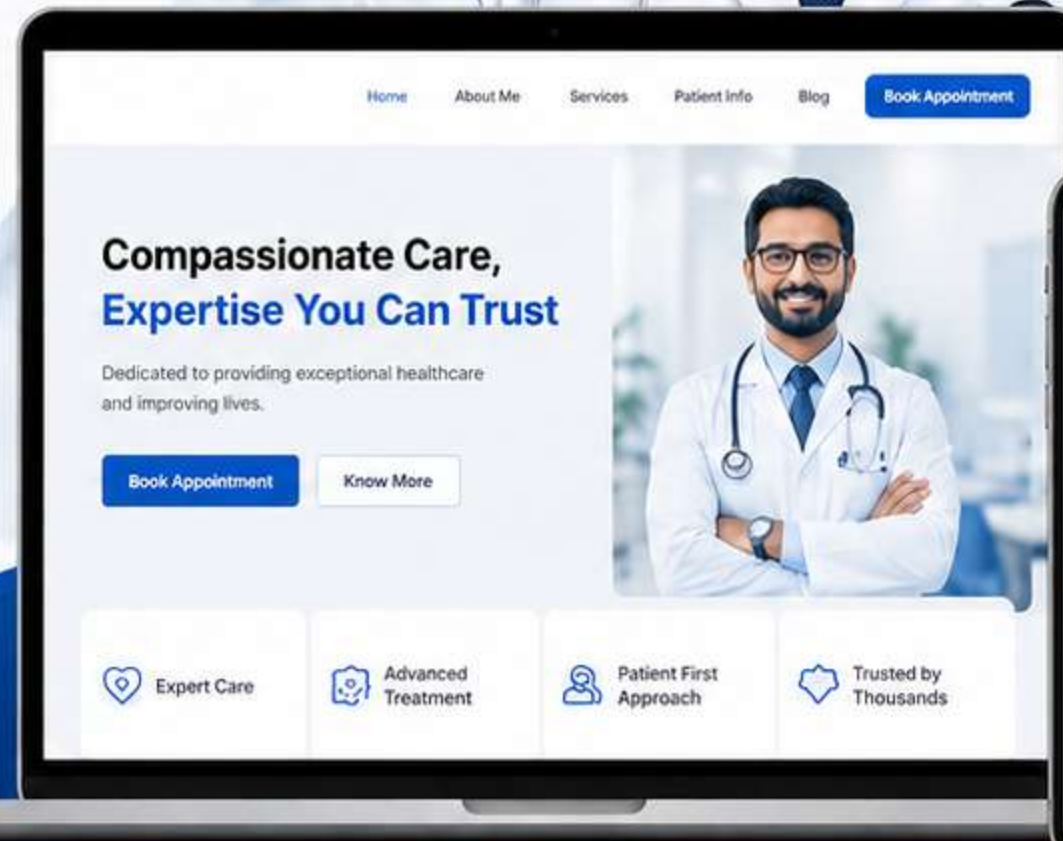 Home About Me Services Patient Info Blog Book Appointment
Compassionate Care,
Expertise You Can Trust
Dedicated to providing exceptional healthcare
and improving lives.
Book Appointment Know More
Expert Care
Advanced
Treatment
Patient First
Approach
Trusted by
Thousands